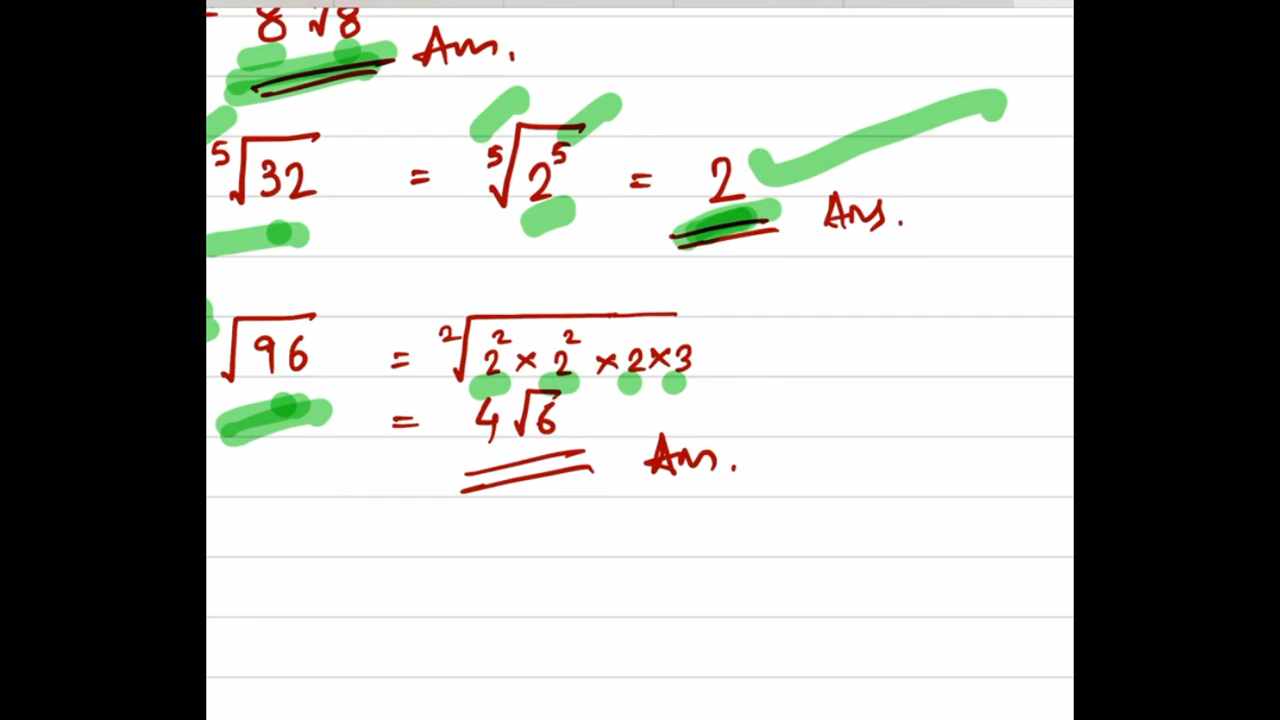 - 8 √8 Ans.
⁵√32 = ⁵√2⁵ = 2 Ans.
√96 = ²√2² × 2² × 2 × 3
= 4 √6 Ans.